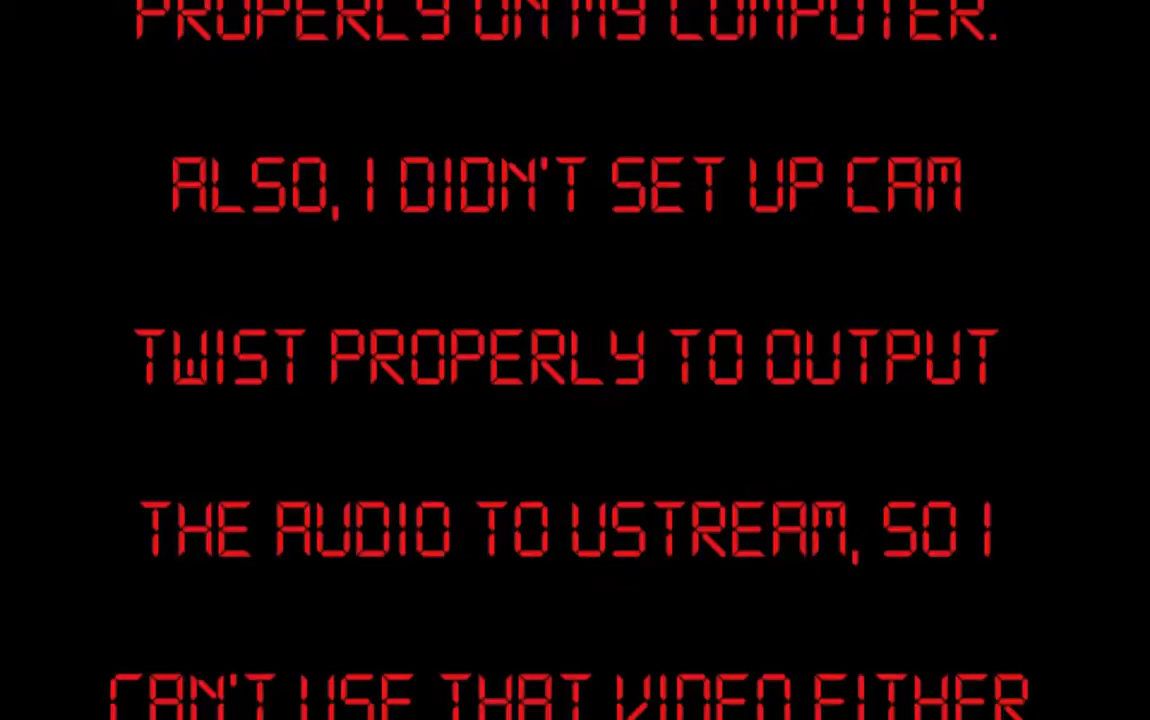 PROPERLY ON MY COMPUTER.
ALSO, I DIDN'T SET UP CAM
TWIST PROPERLY TO OUTPUT
THE AUDIO TO USTREAM, SO I
CAN'T USE THAT VIDEO EITHER